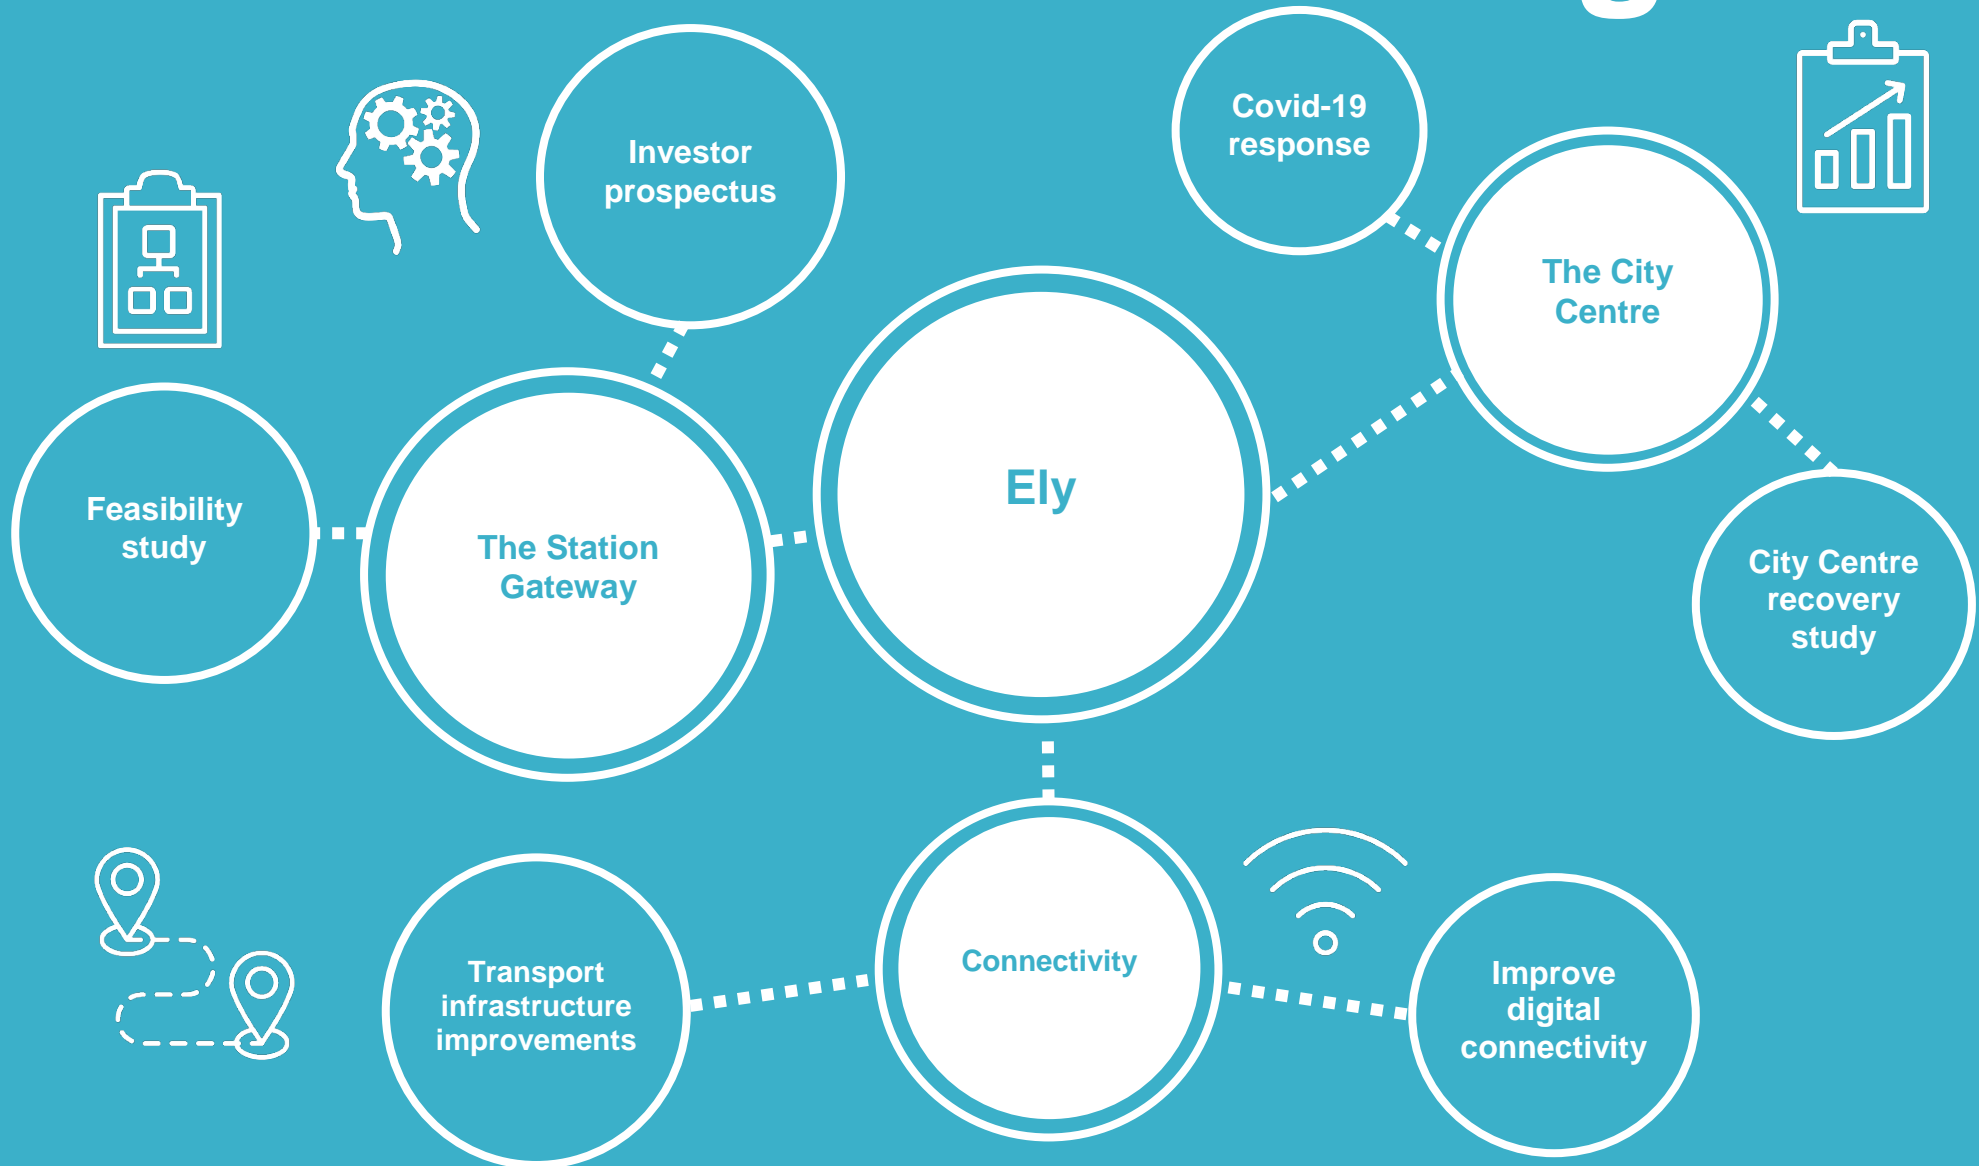 Covid-19
response
Investor
prospectus
The City
Centre
Ely
Feasibility
study
The Station
Gateway
City Centre
recovery
study
Connectivity
Transport
infrastructure
improvements
Improve
digital
connectivity